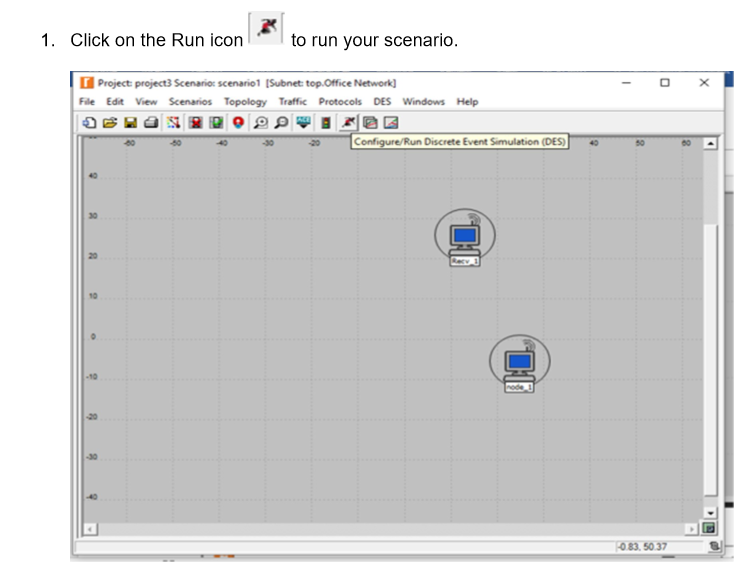 1. Click on the Run icon to run your scenario.
Project: project3 Scenario: scenario1 [Subnet: top.Office Network]
File Edit View Scenarios Topology Traffic Protocols DES Windows Help
Configure/Run Discrete Event Simulation (DES)
-60 -50 -40 -30 -20 40 50 60
40
30
Recv_1
20
10
0
node_1
-10
-20
-30
-40
-0.83, 50.37